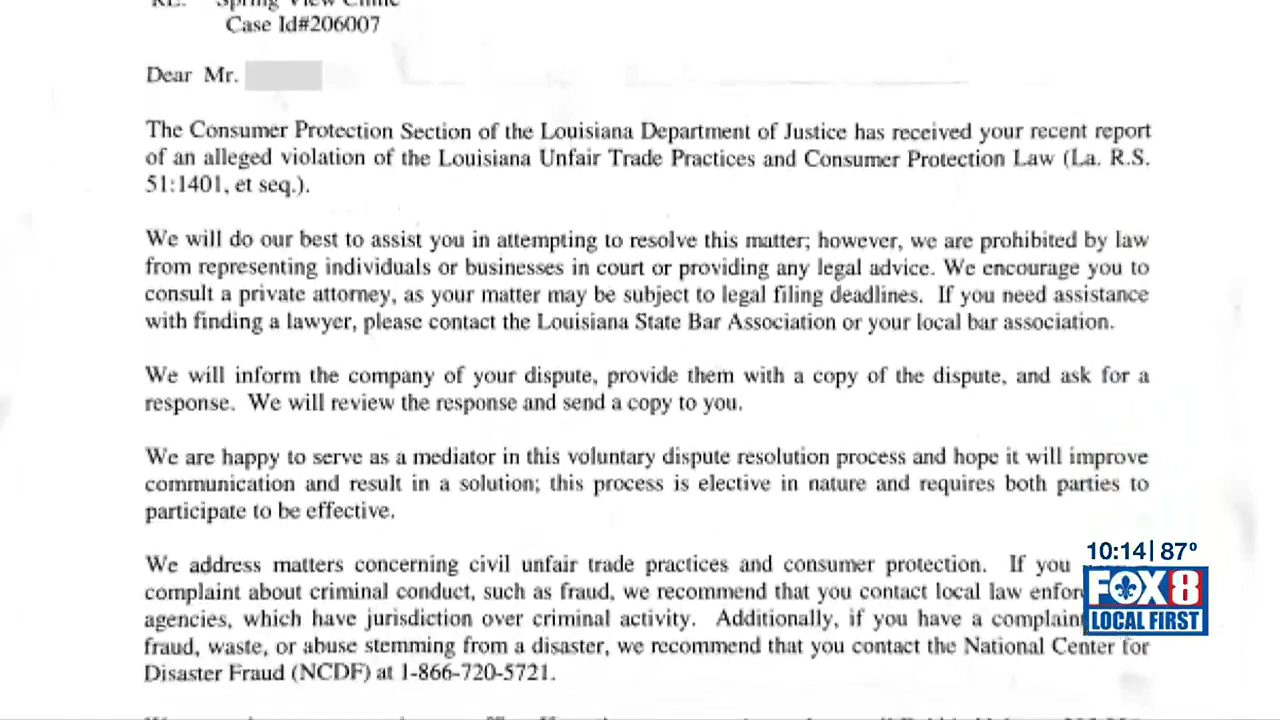 Case Id#206007
Dear Mr.
The Consumer Protection Section of the Louisiana Department of Justice has received your recent report
of an alleged violation of the Louisiana Unfair Trade Practices and Consumer Protection Law (La. R.S.
51:1401, et seq.).
We will do our best to assist you in attempting to resolve this matter; however, we are prohibited by law
from representing individuals or businesses in court or providing any legal advice. We encourage you to
consult a private attorney, as your matter may be subject to legal filing deadlines. If you need assistance
with finding a lawyer, please contact the Louisiana State Bar Association or your local bar association.
We will inform the company of your dispute, provide them with a copy of the dispute, and ask for a
response. We will review the response and send a copy to you.
We are happy to serve as a mediator in this voluntary dispute resolution process and hope it will improve
communication and result in a solution; this process is elective in nature and requires both parties to
participate to be effective.
We address matters concerning civil unfair trade practices and consumer protection. If you
complaint about criminal conduct, such as fraud, we recommend that you contact local law enfor
agencies, which have jurisdiction over criminal activity. Additionally, if you have a complain
fraud, waste, or abuse stemming from a disaster, we recommend that you contact the National Center for
Disaster Fraud (NCDF) at 1-866-720-5721.
10:14| 87º
FOX 8
LOCAL FIRST